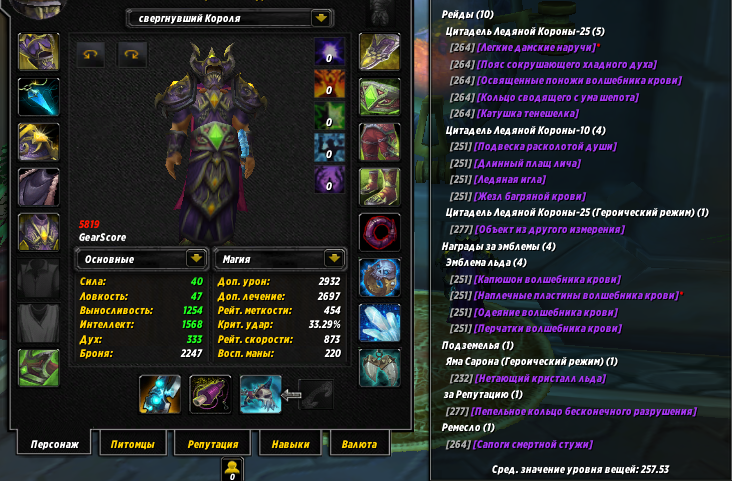 свергнувший Короля
0
0
0
0
0
5819
GearScore
Основные
Магия
Сила: 40
Ловкость: 47
Выносливость: 1254
Интеллект: 1568
Дух: 333
Броня: 2247
Доп. урон: 2932
Доп. лечение: 2697
Рейт. меткости: 454
Крит. удар: 33.29%
Рейт. скорости: 873
Восп. маны: 220
Персонаж
Питомцы
Репутация
Навыки
Валюта
0
Рейды (10)
Цитадель Ледяной Короны-25 (5)
[264] [Легкие дамские наручи]*
[264] [Пояс сокрушающего хладного духа]
[264] [Освященные поножи волшебника крови]
[264] [Кольцо сводящего с ума шепота]
[264] [Катушка тенешелка]
Цитадель Ледяной Короны-10 (4)
[251] [Подвеска расколотой души]
[251] [Длинный плащ лича]
[251] [Ледяная игла]
[251] [Жезл багряной крови]
Цитадель Ледяной Короны-25 (Героический режим) (1)
[277] [Объект из другого измерения]
Награды за эмблемы (4)
Эмблема льда (4)
[251] [Капюшон волшебника крови]
[251] [Наплечные пластины волшебника крови]*
[251] [Одеяние волшебника крови]
[251] [Перчатки волшебника крови]
Подземелья (1)
Яма Сарона (Героический режим) (1)
[232] [Нетающий кристалл льда]
за Репутацию (1)
[277] [Пепельное кольцо бесконечного разрушения]
Ремесло (1)
[264] [Сапоги смертной стужи]
Сред. значение уровня вещей: 257.53